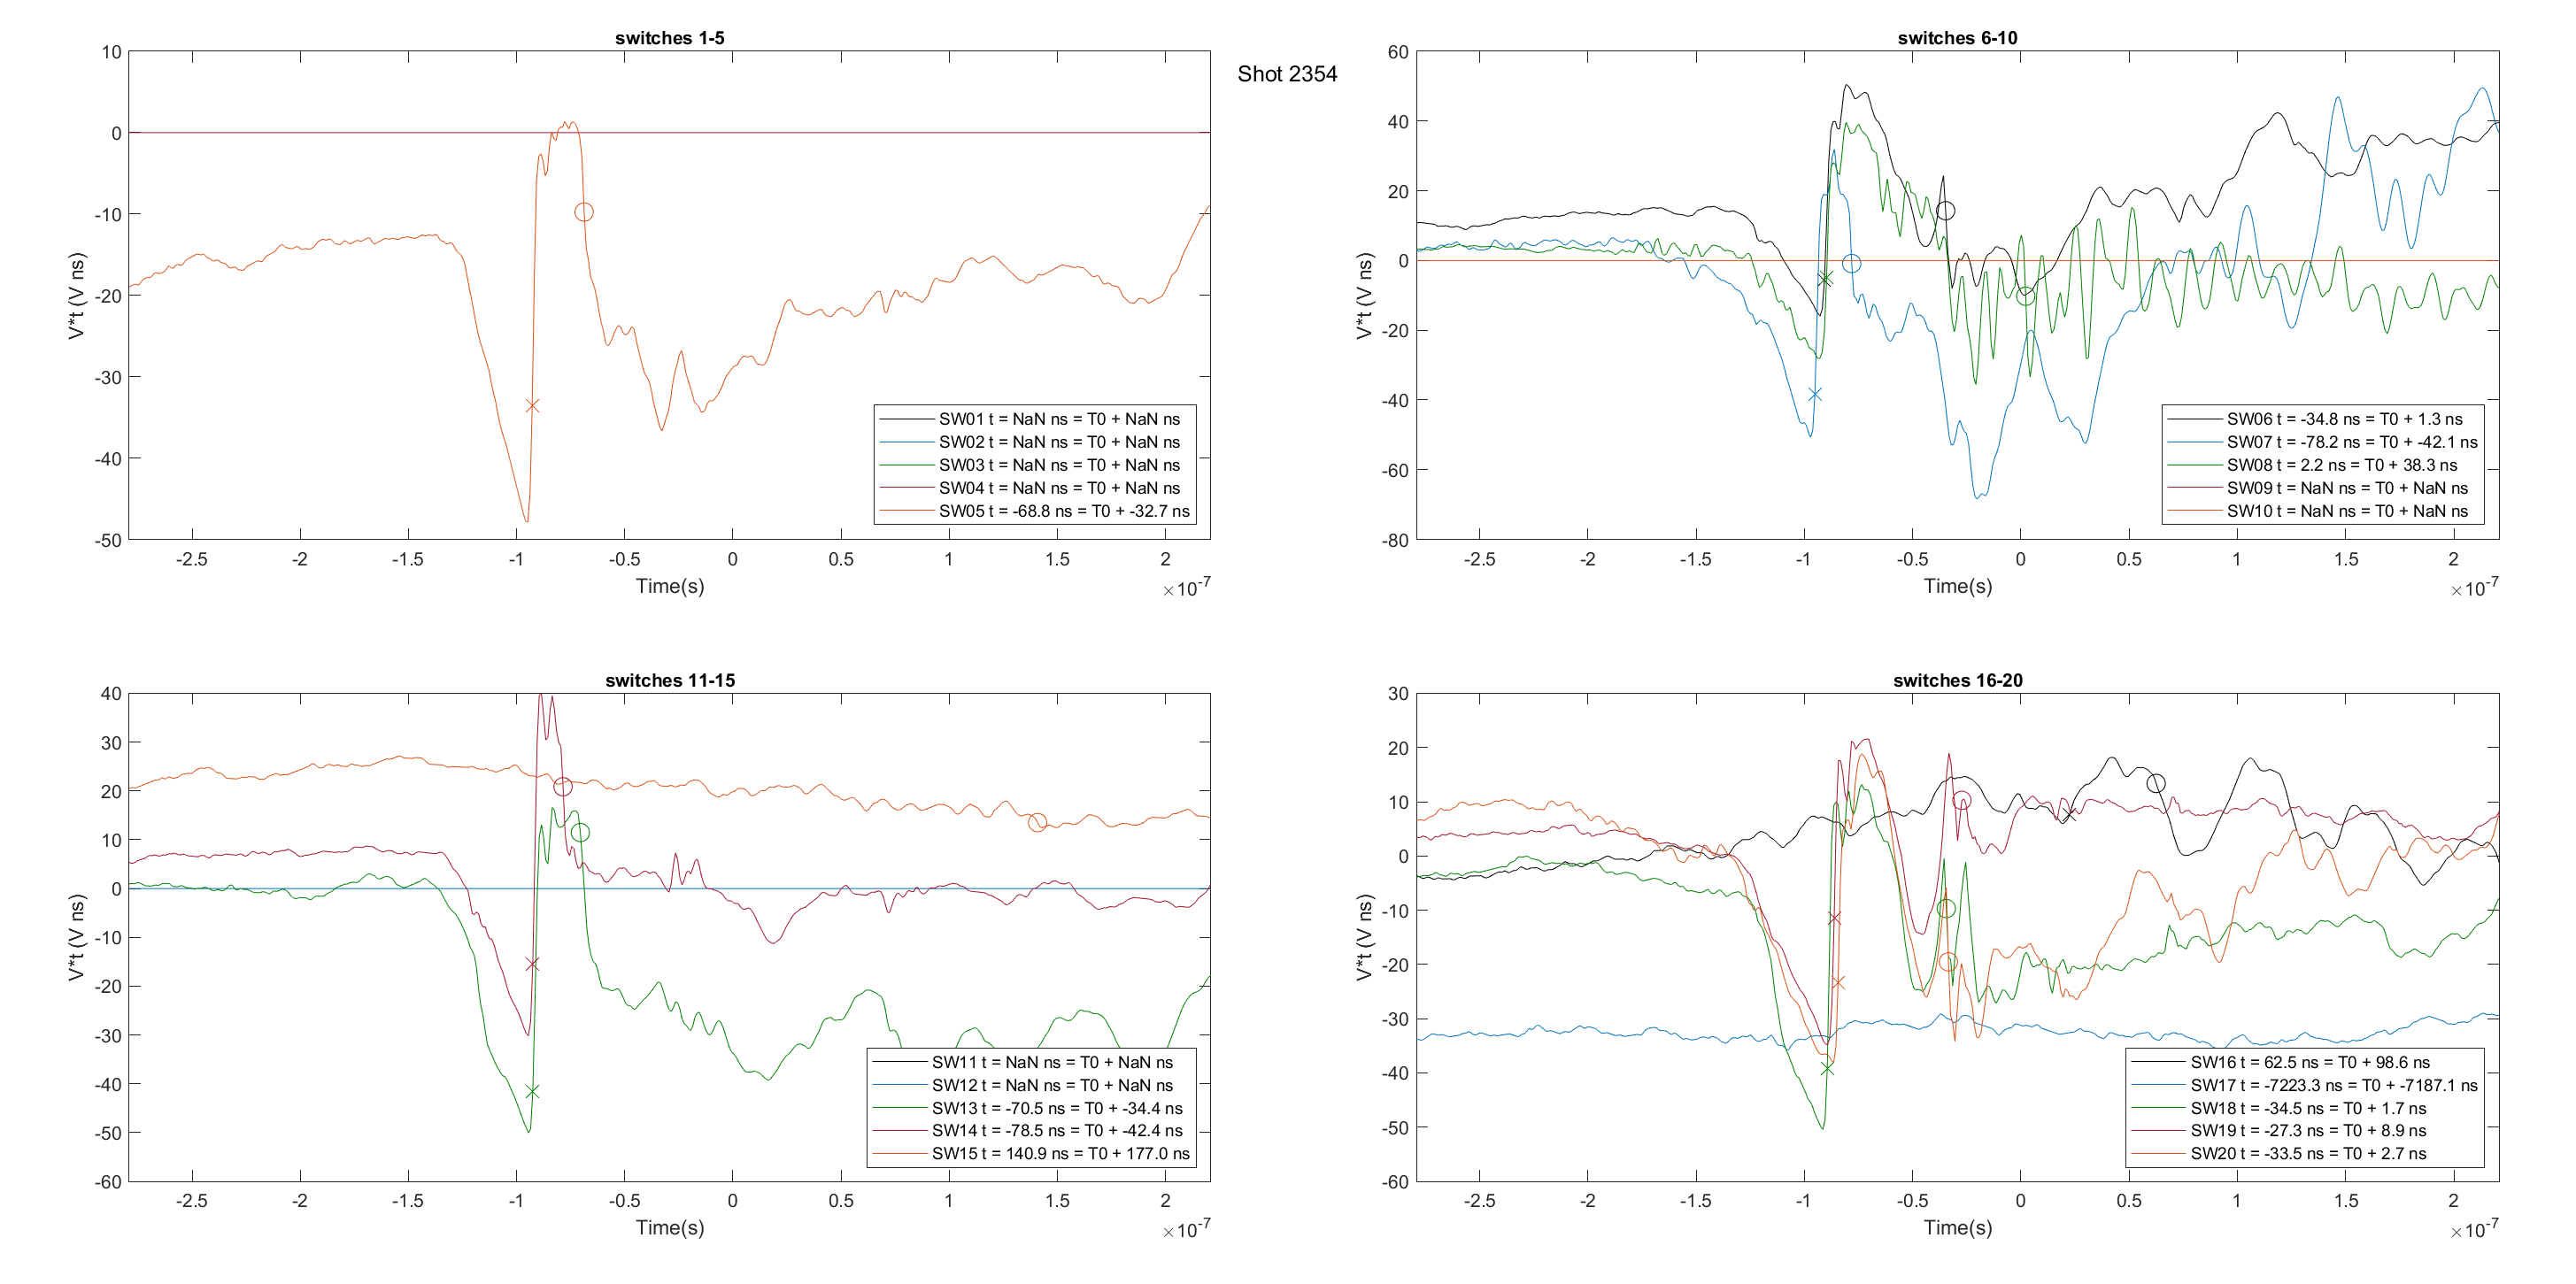 Shot 2354
switches 1-5
10
0
-10
-20
-30
-40
-50
V*t (V ns)
-2.5 -2 -1.5 -1 -0.5 0 0.5 1 1.5 2
Time(s)
×10-7
SW01 t = NaN ns = T0 + NaN ns
SW02 t = NaN ns = T0 + NaN ns
SW03 t = NaN ns = T0 + NaN ns
SW04 t = NaN ns = T0 + NaN ns
SW05 t = -68.8 ns = T0 + -32.7 ns
switches 6-10
60
40
20
0
-20
-40
-60
-80
V*t (V ns)
-2.5 -2 -1.5 -1 -0.5 0 0.5 1 1.5 2
Time(s)
×10-7
SW06 t = -34.8 ns = T0 + 1.3 ns
SW07 t = -78.2 ns = T0 + -42.1 ns
SW08 t = 2.2 ns = T0 + 38.3 ns
SW09 t = NaN ns = T0 + NaN ns
SW10 t = NaN ns = T0 + NaN ns
switches 11-15
40
30
20
10
0
-10
-20
-30
-40
-50
-60
V*t (V ns)
-2.5 -2 -1.5 -1 -0.5 0 0.5 1 1.5 2
Time(s)
×10-7
SW11 t = NaN ns = T0 + NaN ns
SW12 t = NaN ns = T0 + NaN ns
SW13 t = -70.5 ns = T0 + -34.4 ns
SW14 t = -78.5 ns = T0 + -42.4 ns
SW15 t = 140.9 ns = T0 + 177.0 ns
switches 16-20
30
20
10
0
-10
-20
-30
-40
-50
-60
V*t (V ns)
-2.5 -2 -1.5 -1 -0.5 0 0.5 1 1.5 2
Time(s)
×10-7
SW16 t = 62.5 ns = T0 + 98.6 ns
SW17 t = -7223.3 ns = T0 + -7187.1 ns
SW18 t = -34.5 ns = T0 + 1.7 ns
SW19 t = -27.3 ns = T0 + 8.9 ns
SW20 t = -33.5 ns = T0 + 2.7 ns